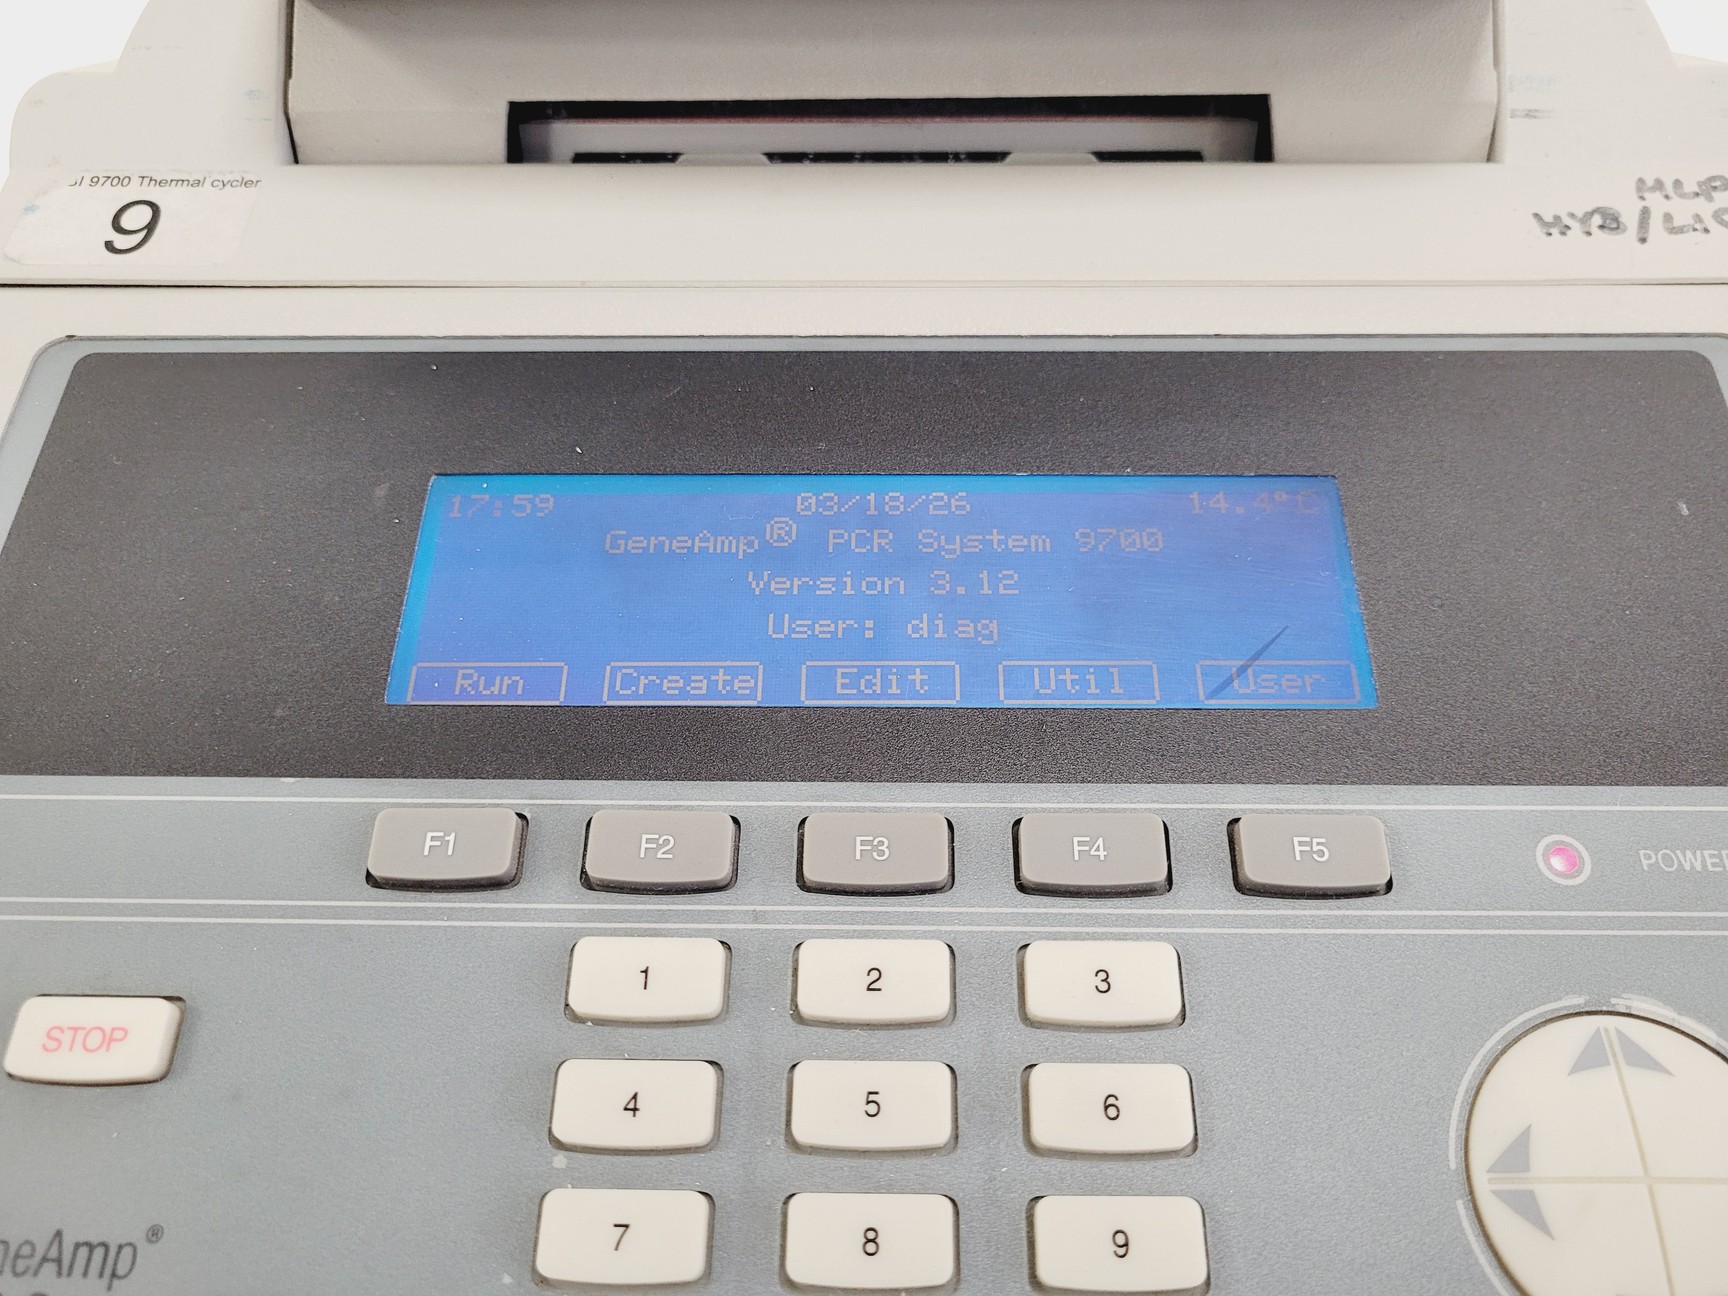 9700 Thermal cycler
9
HYB/
17:59 03/18/26 14.4°C
GeneAmp® PCR System 9700
Version 3.12
User: diag
Run Create Edit Util User
F1 F2 F3 F4 F5
1 2 3
STOP
4 5 6
7 8 9